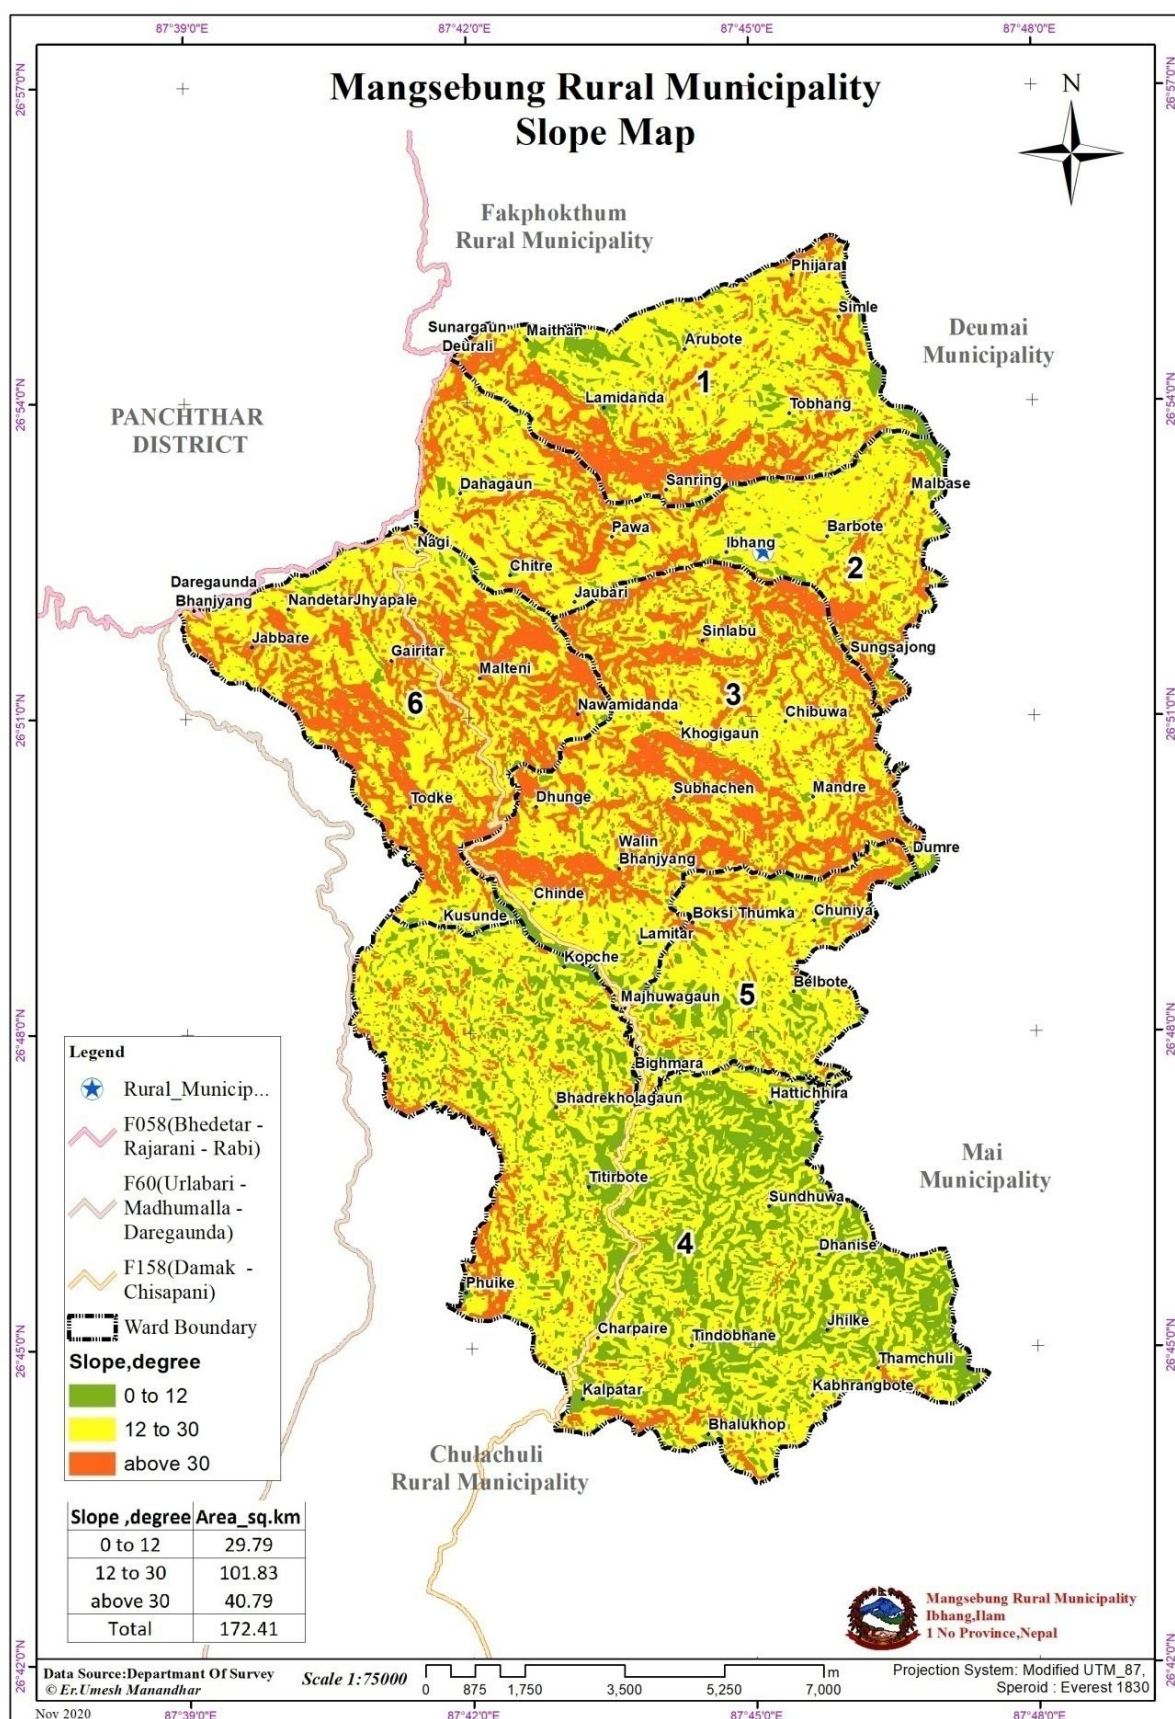 87°39'0"E
87°42'0"E
87°45'0"E
87°48'0"E
26°57'0"N
26°57'0"N
Mangsebung Rural Municipality
Slope Map
N
Fakphokthum
Rural Municipality
Phijara
Simle
Sunargaun
Deurali
Maithan
Arubote
Deumai
Municipality
1
26°54'0"N
26°54'0"N
Lamidanda
Tobhang
PANCHTHAR
DISTRICT
Sanring
Dahagaun
Malbase
Pawa
Barbote
Ibhang
Nagi
Chitre
2
Daregaunda
Bhanjyang
NandetarJhyapale
Jaubari
Jabbare
Sinlabu
Sungsajong
Gairitar
Malteni
6
3
Nawamidanda
Chibuwa
26°51'0"N
26°51'0"N
Khogigaun
Subhachen
Mandre
Todke
Dhunge
Walin
Bhanjyang
Dumre
Chinde
Kusunde
Boksi Thumka
Chuniya
Lamitar
Kopche
Majhuwagaun
5
Belbote
26°48'0"N
26°48'0"N
Bighmara
Bhadrekholagaun
Hattichhira
Mai
Municipality
Titirbote
Sundhuwa
4
Dhanise
Phuike
Charpaire
Tindobhane
Jhilke
26°45'0"N
26°45'0"N
Thamchuli
Kalpatar
Kabhrangbote
Bhalukhop
Chulachuli
Rural Municipality
Legend
Rural_Municip...
F058(Bhedetar -
Rajarani - Rabi)
F60(Urlabari -
Madhumalla -
Daregaunda)
F158(Damak -
Chisapani)
Ward Boundary
Slope,degree
0 to 12
12 to 30
above 30
Slope ,degree Area_sq.km
0 to 12 29.79
12 to 30 101.83
above 30 40.79
Total 172.41
Mangsebung Rural Municipality
Ibhang,Ilam
1 No Province,Nepal
26°42'0"N
26°42'0"N
Data Source:Department Of Survey
© Er.Umesh Manandhar
Scale 1:75000
m
0 875 1,750 3,500 5,250 7,000
Projection System: Modified UTM_87,
Speroid : Everest 1830
Nov 2020
87°39'0"E
87°42'0"E
87°45'0"E
87°48'0"E